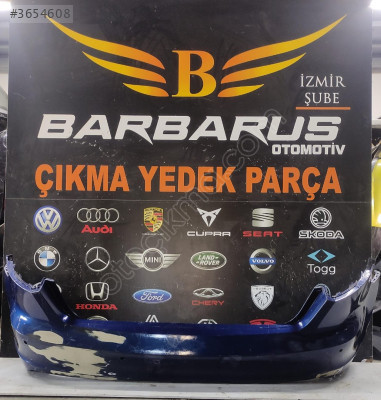 #3654608
B
İZMİR
ŞUBE
BARBARUS
OTOMOTİV
ÇIKMA YEDEK PARÇA
Audi
CUPRA
SEAT
SKODA
MINI
LAND-ROVER
VOLVO
Togg
HONDA
Ford
CHERY